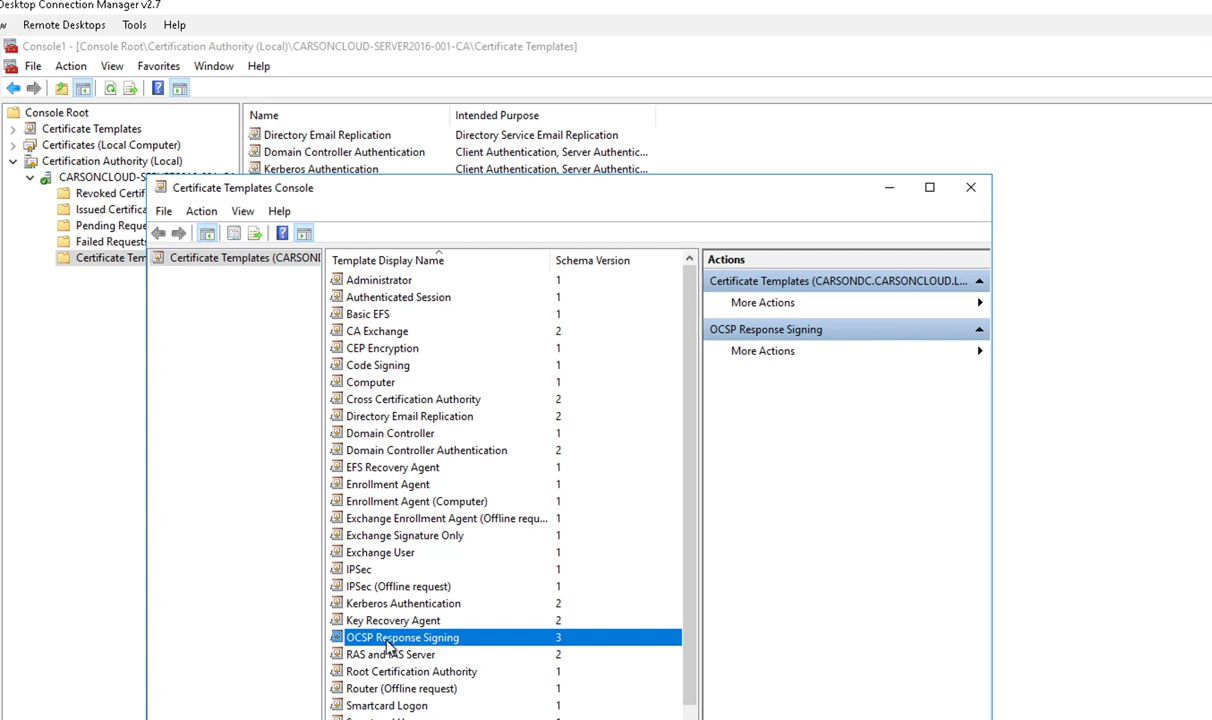 Desktop Connection Manager v2.7
w Remote Desktops Tools Help
Console1 - [Console Root\Certification Authority (Local)\CARSONCLOUD-SERVER2016-001-CA\Certificate Templates]
File Action View Favorites Window Help
Console Root
Certificate Templates
Certificates (Local Computer)
Certification Authority (Local)
CARSONCLOUD-S
Revoked Certif
Issued Certifica
Pending Reque
Failed Requests
Certificate Tem
Name Intended Purpose
Directory Email Replication Directory Service Email Replication
Domain Controller Authentication Client Authentication, Server Authentic...
Kerberos Authentication Client Authentication, Server Authentic...
Certificate Templates Console
File Action View Help
Certificate Templates (CARSON
Template Display Name Schema Version
Administrator 1
Authenticated Session 1
Basic EFS 1
CA Exchange 2
CEP Encryption 1
Code Signing 1
Computer 1
Cross Certification Authority 2
Directory Email Replication 2
Domain Controller 1
Domain Controller Authentication 2
EFS Recovery Agent 1
Enrollment Agent 1
Enrollment Agent (Computer) 1
Exchange Enrollment Agent (Offline requ... 1
Exchange Signature Only 1
Exchange User 1
IPSec 1
IPSec (Offline request) 1
Kerberos Authentication 2
Key Recovery Agent 2
OCSP Response Signing 3
RAS and IAS Server 2
Root Certification Authority 1
Router (Offline request) 1
Smartcard Logon 1
Actions
Certificate Templates (CARSONDC.CARSONCLOUD.L...
More Actions
OCSP Response Signing
More Actions